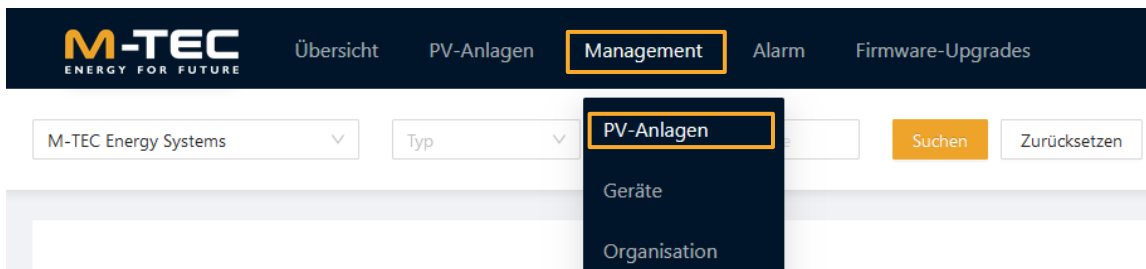 M-TEC
ENERGY FOR FUTURE
Übersicht PV-Anlagen Management Alarm Firmware-Upgrades
M-TEC Energy Systems Typ PV-Anlagen Suchen Zurücksetzen
Geräte
Organisation